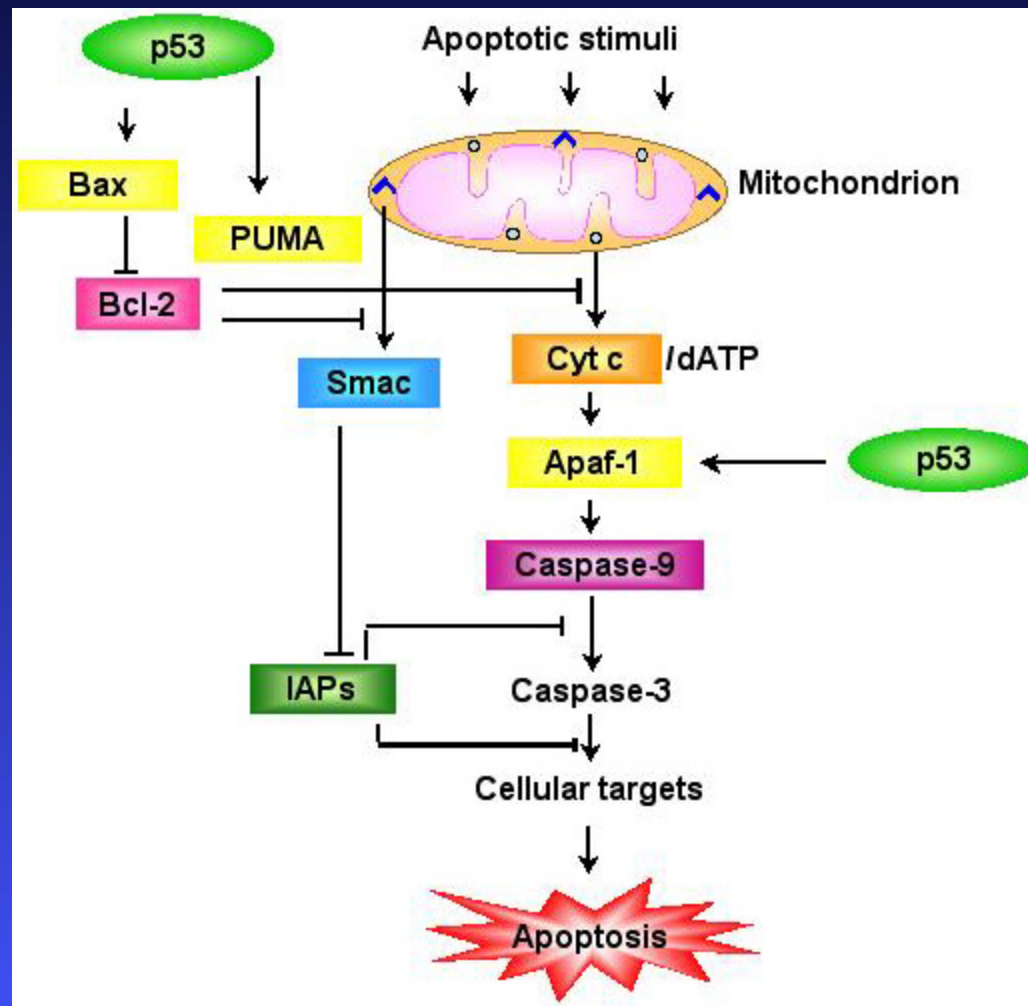 p53
Apoptotic stimuli
Bax
Mitochondrion
PUMA
Bcl-2
Cyt c /dATP
Smac
Apaf-1
p53
Caspase-9
IAPs
Caspase-3
Cellular targets
Apoptosis